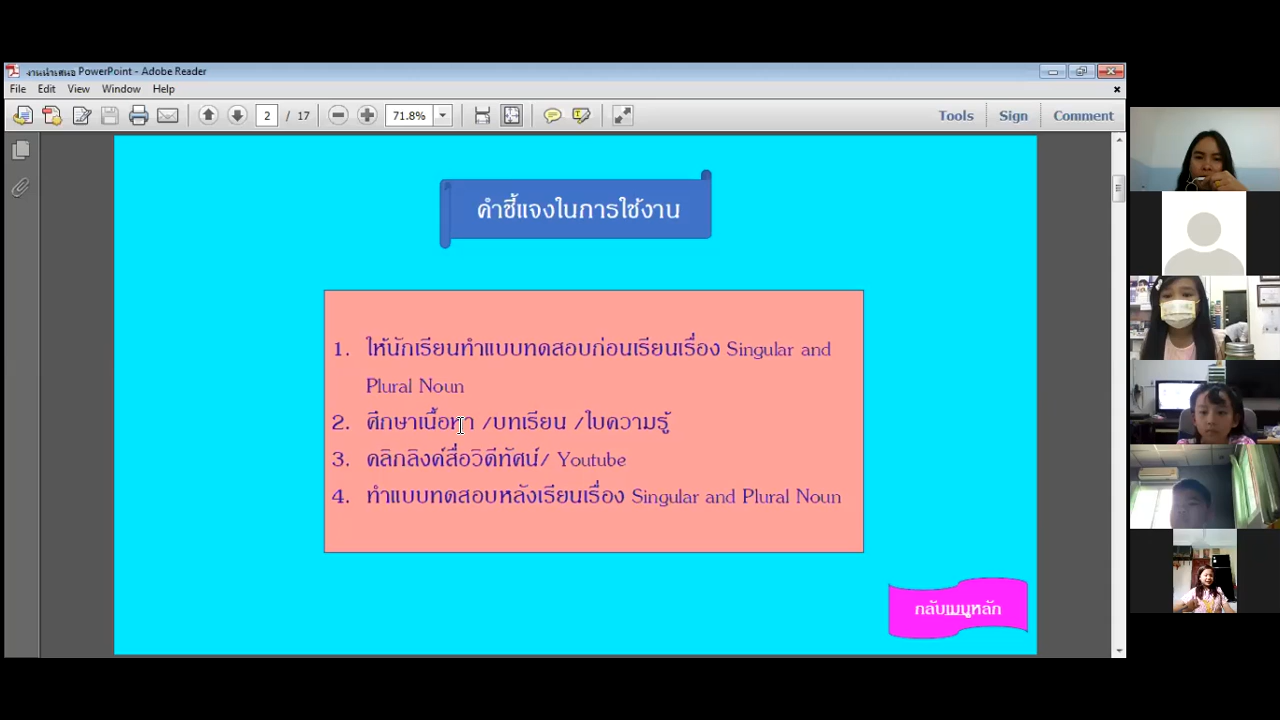 งานนำเสนอ PowerPoint - Adobe Reader
File Edit View Window Help
2 / 17 71.8% Tools Sign Comment
คำชี้แจงในการใช้งาน
1. ให้นักเรียนทำแบบทดสอบก่อนเรียนเรื่อง Singular and
Plural Noun
2. ศึกษาเนื้อหา /บทเรียน /ใบความรู้
3. คลิกลิงค์สื่อวิดีทัศน์/ Youtube
4. ทำแบบทดสอบหลังเรียนเรื่อง Singular and Plural Noun
กลับเมนูหลัก